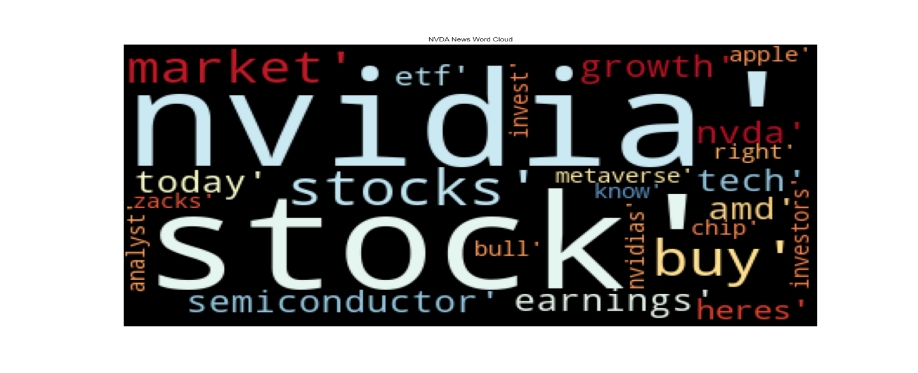 NVDA News Word Cloud
market'
etf'
invest'
growth'
apple'
nvidia'
nvda'
right'
today'
stocks'
metaverse'
know'
tech'
zacks'
analyst'
stock'
bull'
nvidias'
amd'
chip'
buy'
investors'
semiconductor'
earnings'
heres'